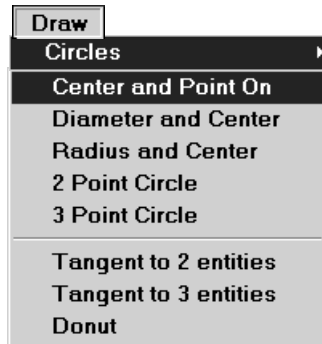 Draw
Circles
Center and Point On
Diameter and Center
Radius and Center
2 Point Circle
3 Point Circle
Tangent to 2 entities
Tangent to 3 entities
Donut